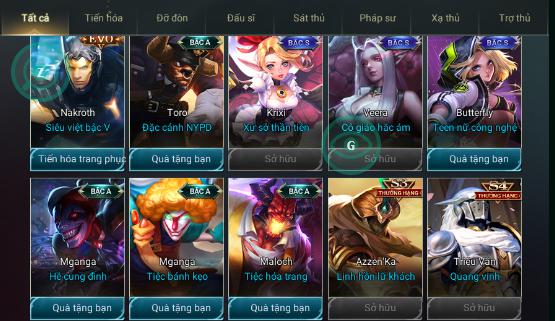 Tất cả
Tiến hóa
Đỡ đòn
Đấu sĩ
Sát thủ
Pháp sư
Xạ thủ
Trợ thủ
EVO
BẬC A
BẬC S
BẬC S
BẬC S
Z
Nakroth
Siêu việt bậc V
Toro
Đặc cảnh NYPD
Krixi
Xứ sở thần tiên
Veera
Cô giáo hắc ám
Butterfly
Teen nữ công nghệ
G
Tiến hóa trang phục
Quà tặng bạn
Sở hữu
Sở hữu
Quà tặng bạn
BẬC A
BẬC A
BẬC A
S3
THƯỢNG HẠNG
S4
THƯỢNG HẠNG
Mganga
Hề cung đình
Mganga
Tiệc bánh kẹo
Maloch
Tiệc hóa trang
Azzen'Ka
Linh hồn lữ khách
Triệu Vân
Quang vinh
Quà tặng bạn
Quà tặng bạn
Quà tặng bạn
Sở hữu
Sở hữu